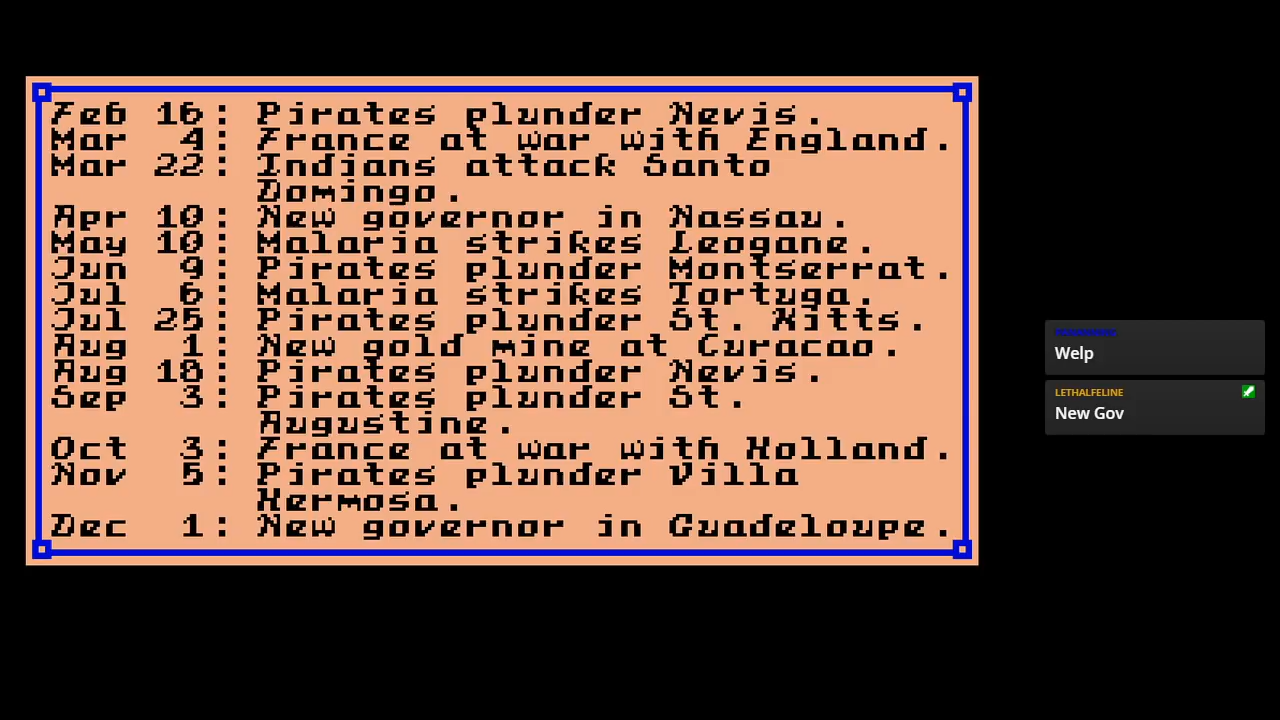 Feb 16: Pirates plunder Nevis.
Mar 4: France at war with England.
Mar 22: Indians attack Santo
Domingo.
Apr 10: New governor in Nassau.
May 10: Malaria strikes Leogane.
Jun 9: Pirates plunder Montserrat.
Jul 6: Malaria strikes Tortuga.
Jul 25: Pirates plunder St. Kitts.
Aug 1: New gold mine at Curacao.
Aug 18: Pirates plunder Nevis.
Sep 3: Pirates plunder St.
Augustine.
Oct 3: France at war with Holland.
Nov 5: Pirates plunder Villa
Hermosa.
Dec 1: New governor in Guadeloupe.
Welp
LETHALFELINE
New Gov